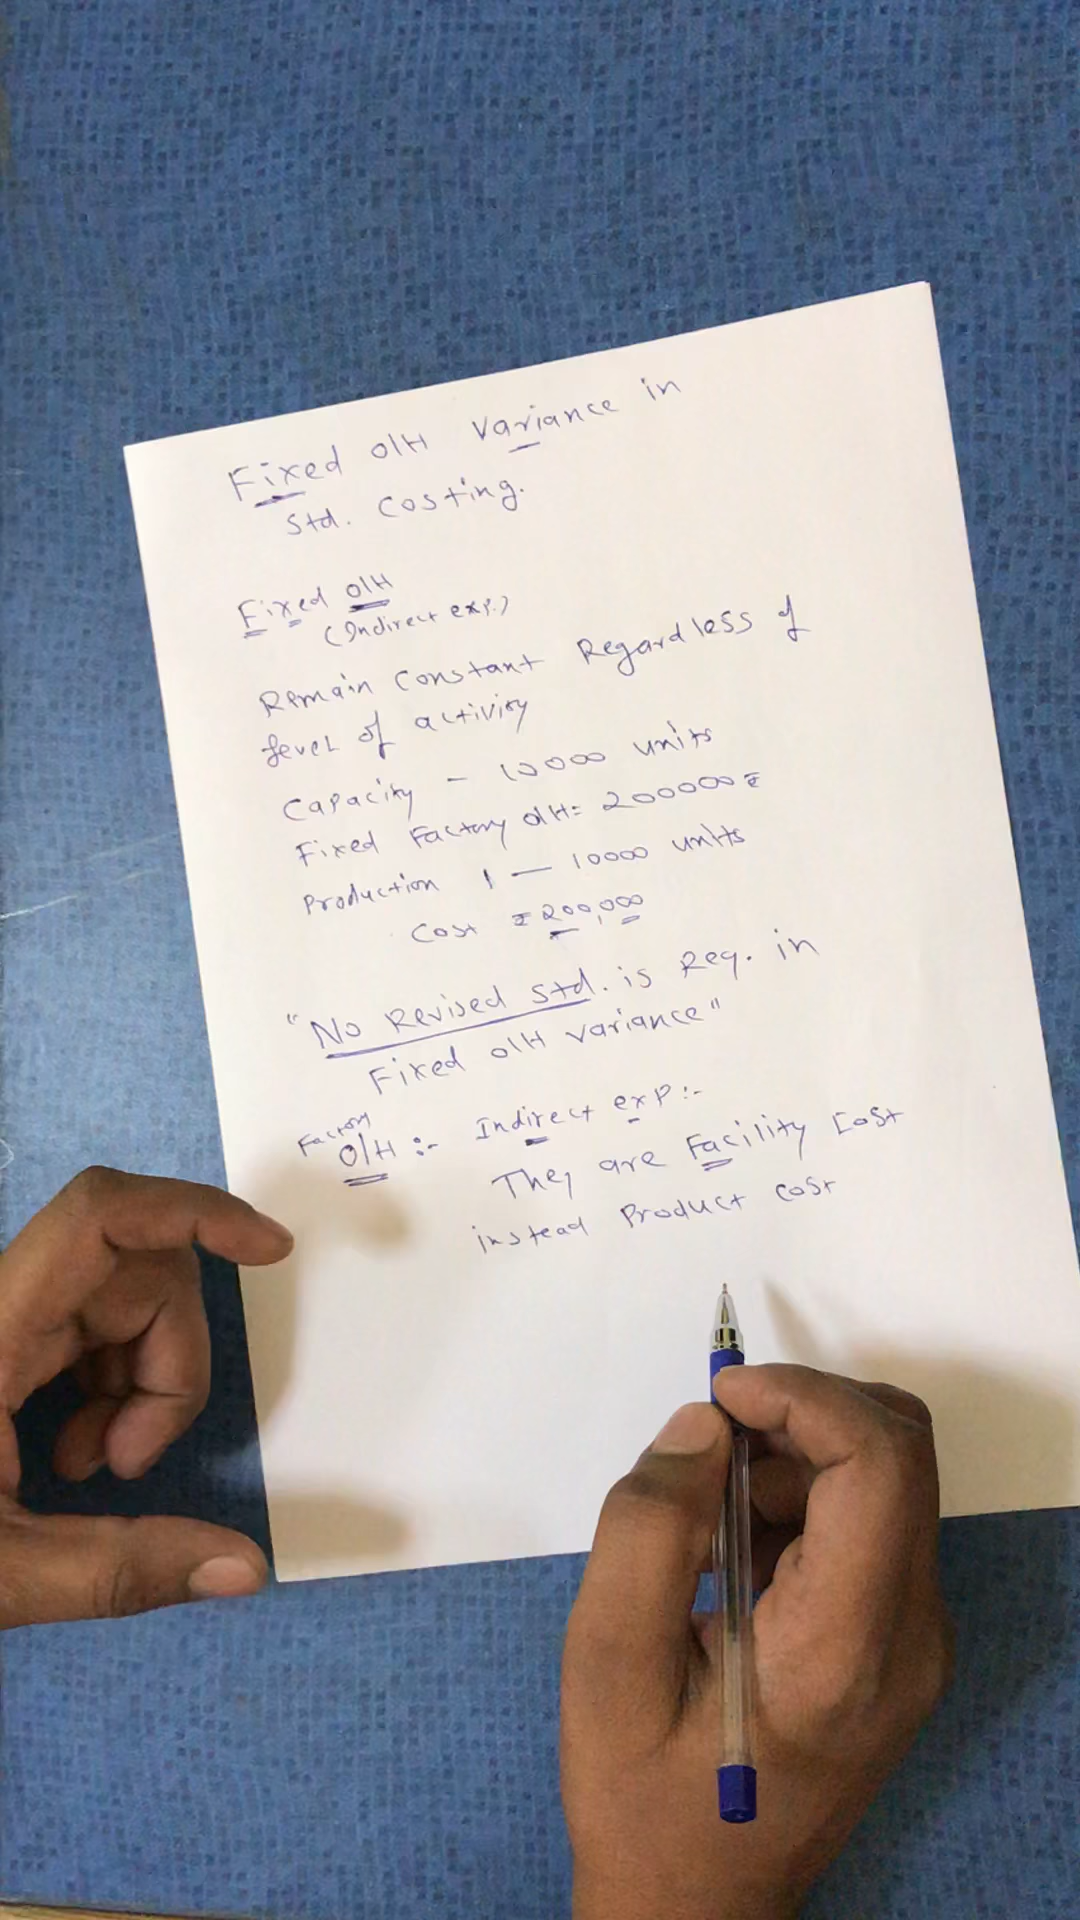 Fixed O/H Variance in
Std. Costing.
Fixed O/H
(Indirect exp.)
Remain Constant Regardless of
level of activity
Capacity - 10000 units
Fixed Factory O/H = 200000 ₹
Production 1 — 10000 units
Cost ₹ 200,000
"No Revised Std. is Req. in
Fixed O/H Variance"
Factory
O/H :- Indirect exp :-
They are Facility Cost
instead Product Cost